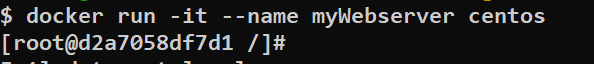 $ docker run -it --name myWebserver centos
[root@d2a7058df7d1 /]#